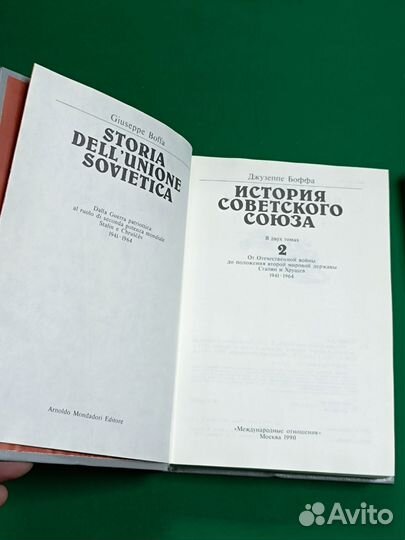 Giuseppe Boffa
STORIA
DELL'UNIONE
SOVIETICA
Dalla Guerra patriottica
al ruolo di seconda potenza mondiale
Stalin e Chruščëv
1941-1964
Arnoldo Mondadori Editore
Джузеппе Боффа
ИСТОРИЯ
СОВЕТСКОГО
СОЮЗА
В двух томах
2
От Отечественной войны
до положения второй мировой державы
Сталин и Хрущев
1941-1964
«Международные отношения»
Москва 1990
Avito